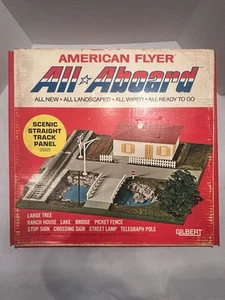 AMERICAN FLYER
All Aboard
ALL NEW • ALL LANDSCAPED • ALL WIRED • ALL READY TO GO
SCENIC
STRAIGHT
TRACK
PANEL
LARGE TREE
RANCH HOUSE LAKE BRIDGE PICKET FENCE
STOP SIGN CROSSING SIGN STREET LAMP TELEGRAPH POLE
GILBERT